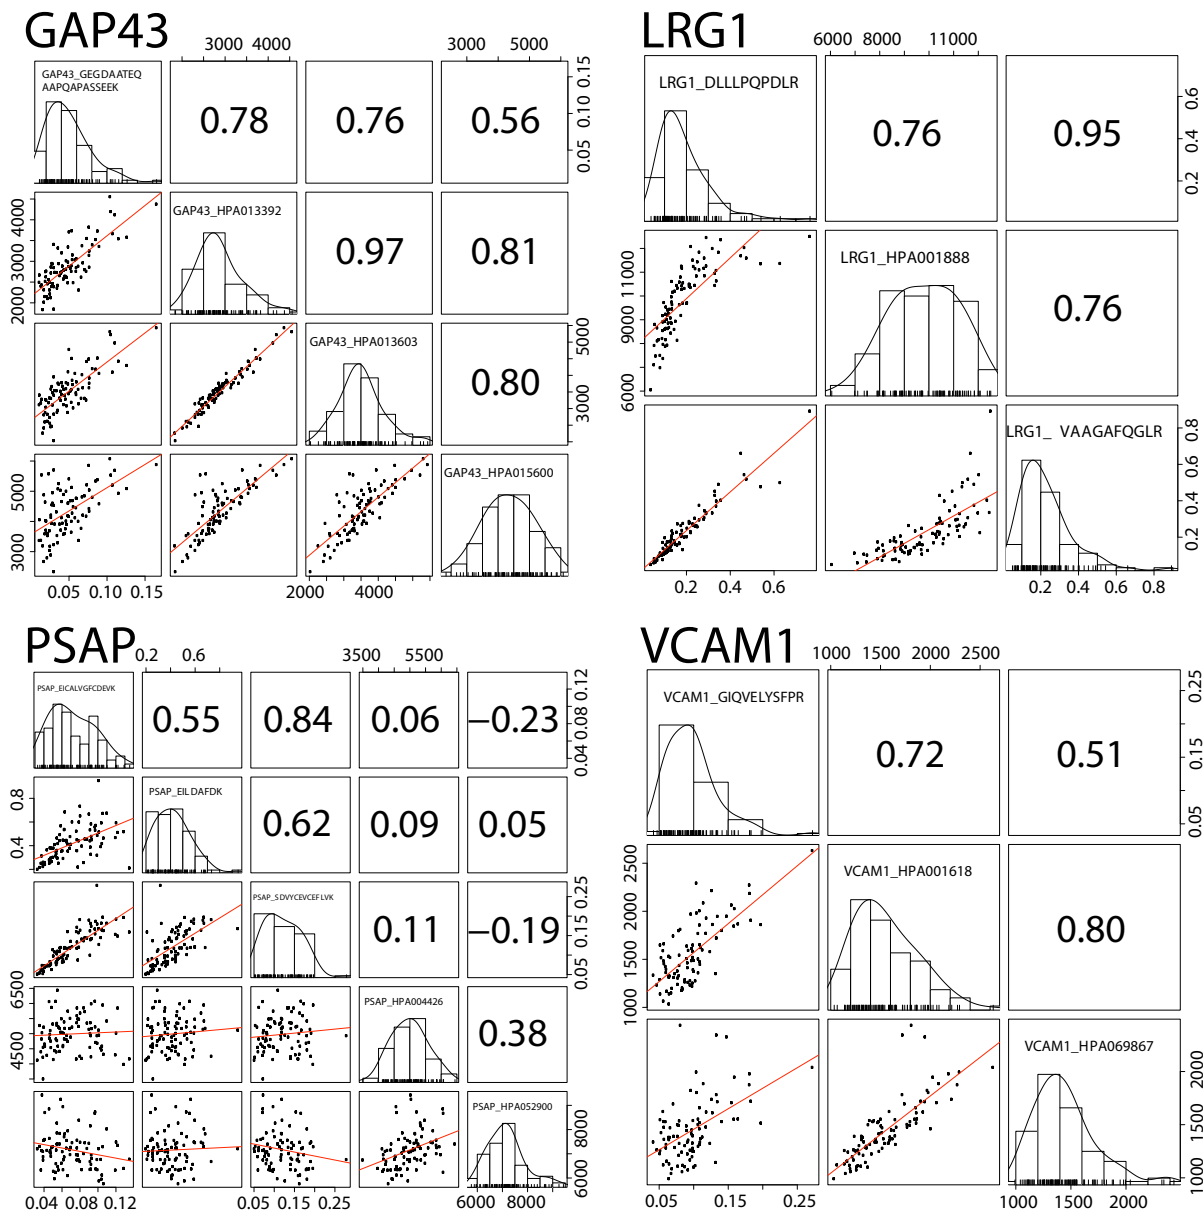 GAP43
3000 4500
3000 5000
GAP43_GEGDAATEQ
AAPQAPASSEEK
0.78
0.76
0.56
0.05 0.10 0.15
2000 3000 4000
GAP43_HPA013392
0.97
0.81
GAP43_HPA013603
0.80
3000 5000
3000 5000
GAP43_HPA015600
0.05 0.10 0.15
2000 4000
LRG1
6000 8000 11000
LRG1_DLLLPQPDLR
0.76
0.95
0.2 0.4 0.6
6000 9000 11000
LRG1_HPA001888
0.76
LRG1_ VAAGAFQGLR
0.2 0.4 0.6 0.8
0.2 0.4 0.6
0.2 0.4 0.6 0.8
PSAP
0.2 0.6
3500 5500
PSAP_EICALVGFCDEVK
0.55
0.84
0.06
−0.23
0.04 0.08 0.12
0.4 0.8
PSAP_EILDAFDK
0.62
0.09
0.05
PSAP_SDVYCEVCEFLVK
0.11
−0.19
0.05 0.15 0.25
4500 6500
PSAP_HPA004426
0.38
PSAP_HPA052900
6000 8000
0.04 0.08 0.12
0.05 0.15 0.25
6000 8000
VCAM1
1000 1500 2000 2500
VCAM1_GIQVELYSFPR
0.72
0.51
0.05 0.15 0.25
1000 1500 2000 2500
VCAM1_HPA001618
0.80
VCAM1_HPA069867
1000 1500 2000
0.05 0.15 0.25
1000 1500 2000